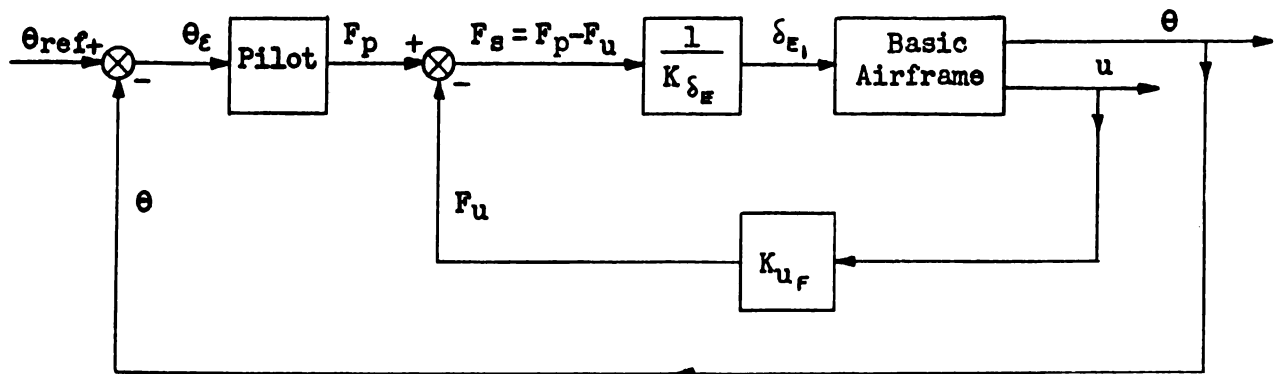 θref+
-
θε
Pilot
Fp
+
-
Fs = Fp-Fu
1
KδE
δE1
Basic
Airframe
θ
u
θ
Fu
KuF